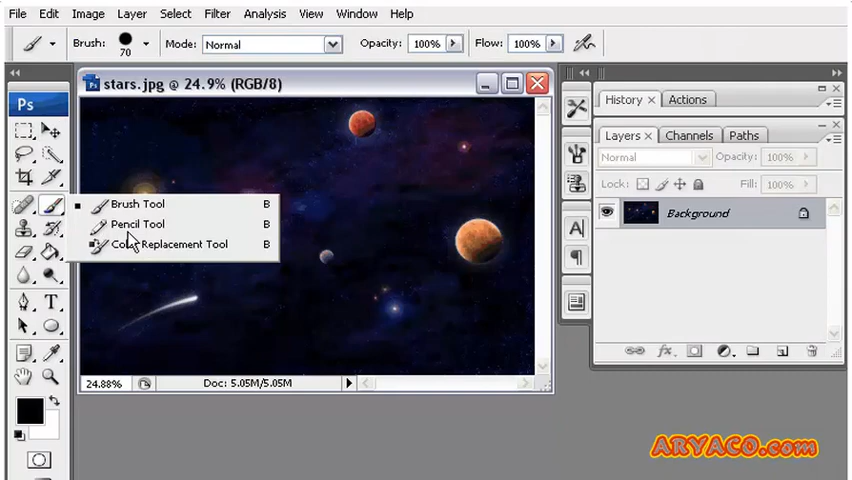 File Edit Image Layer Select Filter Analysis View Window Help
Brush: 70 Mode: Normal Opacity: 100% Flow: 100%
Ps
stars.jpg @ 24.9% (RGB/8)
Brush Tool B
Pencil Tool B
Color Replacement Tool B
24.88% Doc: 5.05M/5.05M
History × Actions
Layers × Channels Paths
Normal Opacity: 100%
Lock: Fill: 100%
Background
ARYACO.com